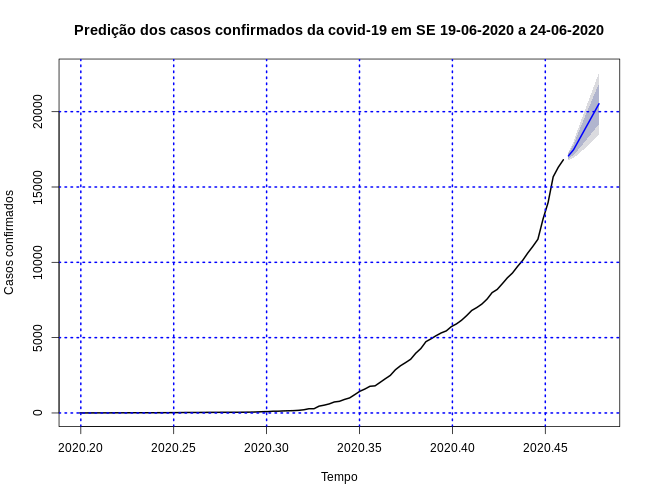 Predição dos casos confirmados da covid-19 em SE 19-06-2020 a 24-06-2020
Casos confirmados
20000
15000
10000
5000
0
2020.20 2020.25 2020.30 2020.35 2020.40 2020.45
Tempo